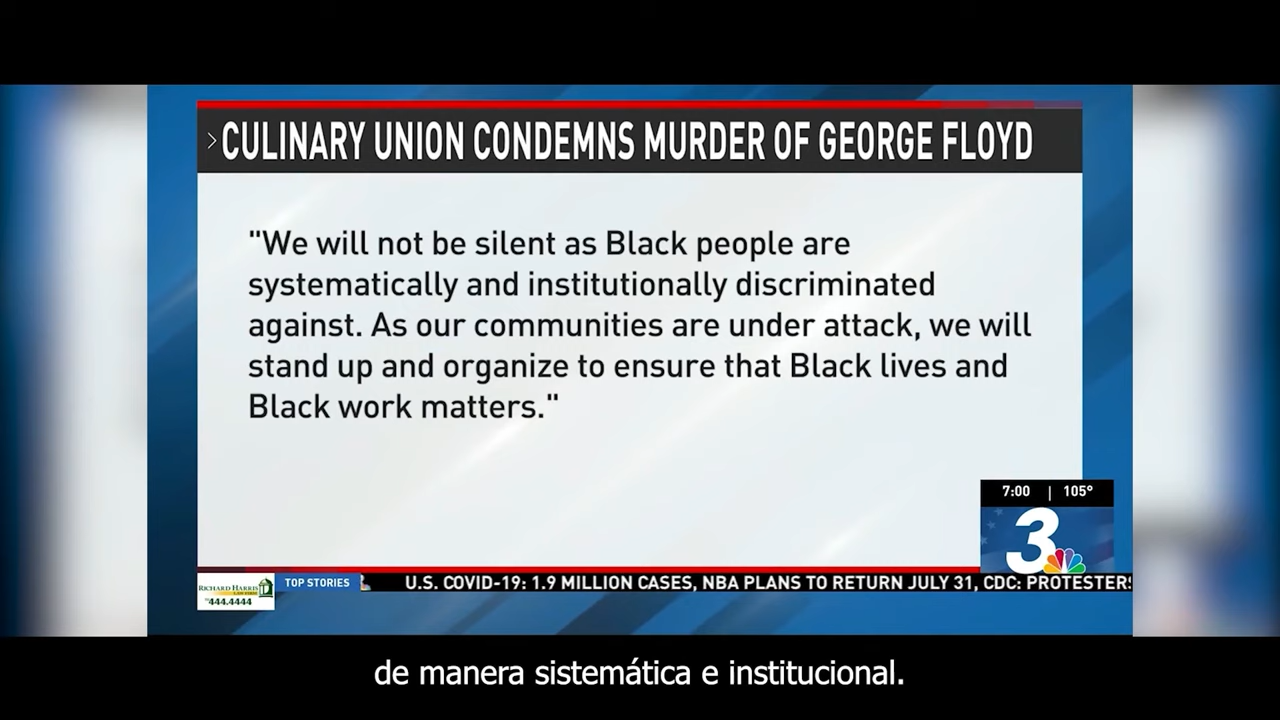 CULINARY UNION CONDEMNS MURDER OF GEORGE FLOYD
"We will not be silent as Black people are
systematically and institutionally discriminated
against. As our communities are under attack, we will
stand up and organize to ensure that Black lives and
Black work matters."
7:00 | 105°
3
RICHARD HARRIS
444.4444
TOP STORIES
U.S. COVID-19: 1.9 MILLION CASES, NBA PLANS TO RETURN JULY 31, CDC: PROTESTERS
de manera sistemática e institucional.